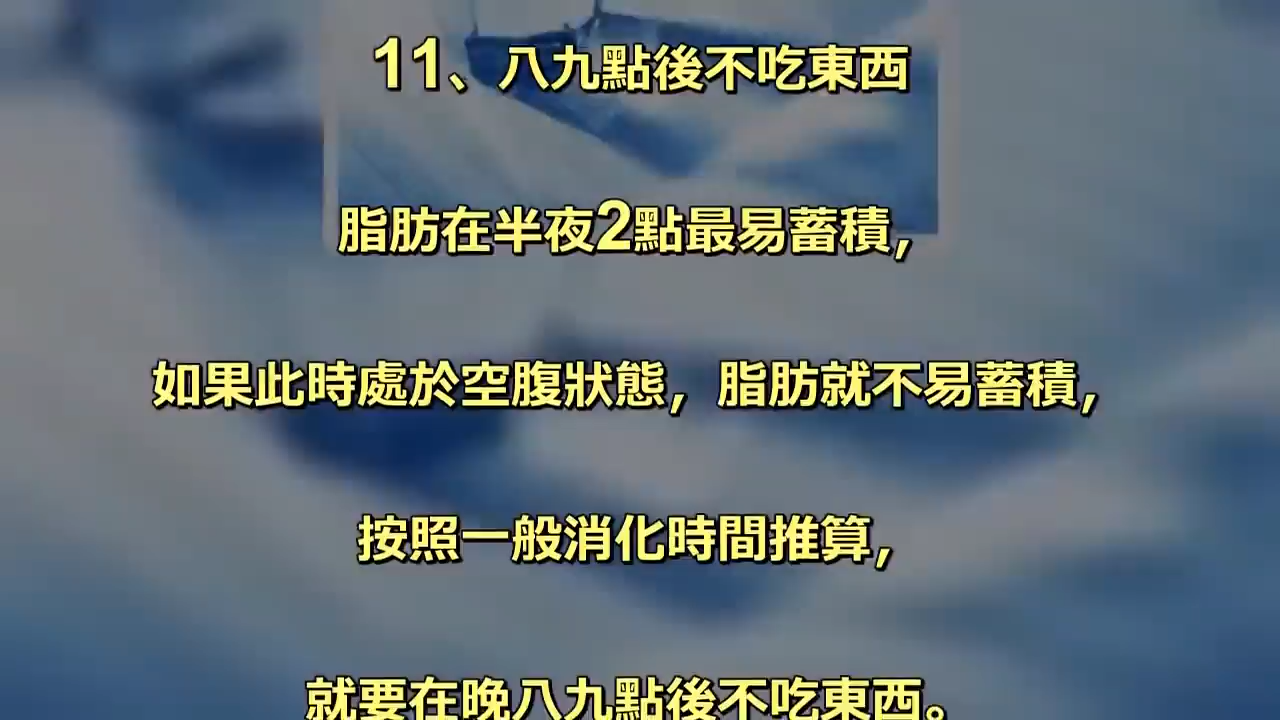 11、八九點後不吃東西
脂肪在半夜2點最易蓄積，
如果此時處於空腹狀態，脂肪就不易蓄積，
按照一般消化時間推算，
就要在晚八九點後不吃東西。